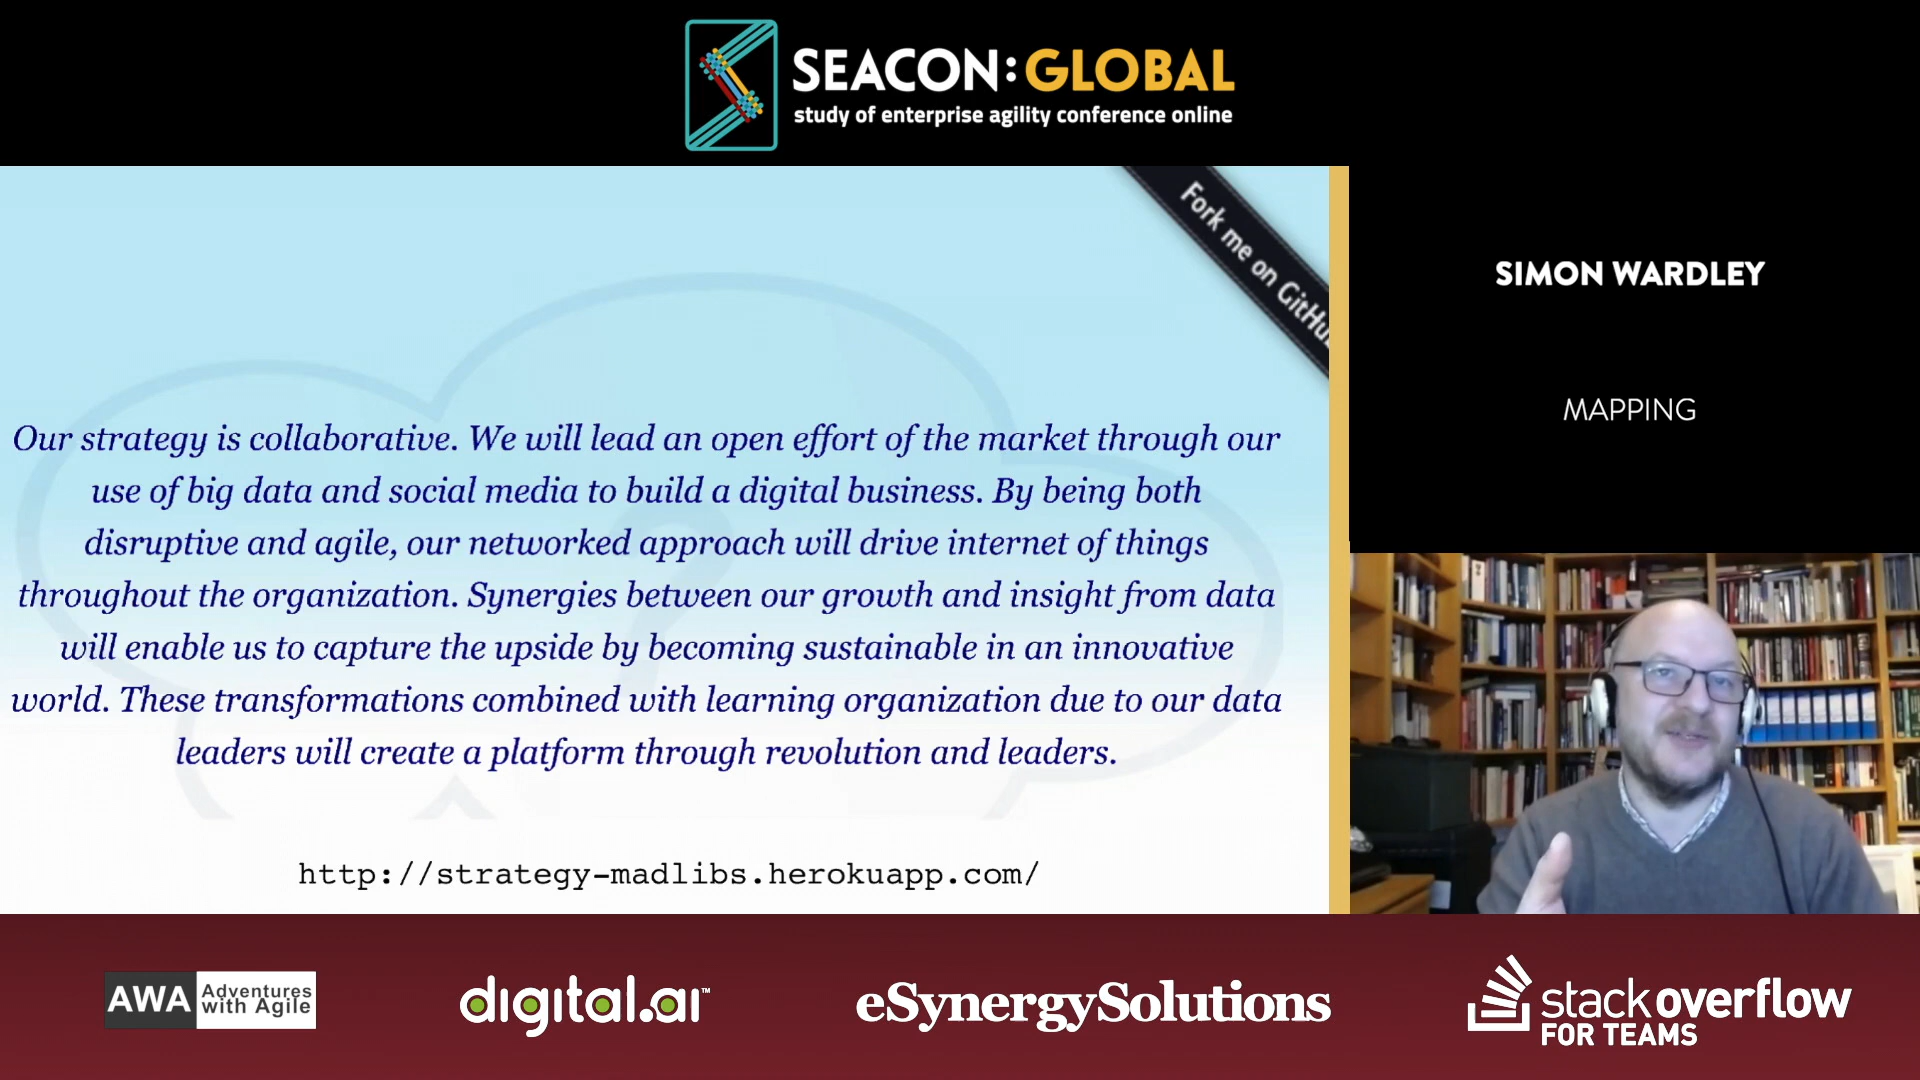 SEACON:GLOBAL
study of enterprise agility conference online
Fork me on GitHub
SIMON WARDLEY
MAPPING
Our strategy is collaborative. We will lead an open effort of the market through our
use of big data and social media to build a digital business. By being both
disruptive and agile, our networked approach will drive internet of things
throughout the organization. Synergies between our growth and insight from data
will enable us to capture the upside by becoming sustainable in an innovative
world. These transformations combined with learning organization due to our data
leaders will create a platform through revolution and leaders.
http://strategy-madlibs.herokuapp.com/
AWA Adventures
with Agile
digital.ai™
eSynergySolutions
stackoverflow
FOR TEAMS